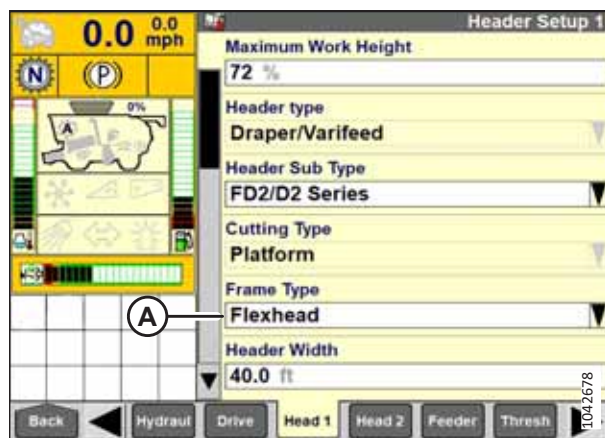 0.0 0.0 mph
Header Setup 1
N
(P)
0%
A
Maximum Work Height
72 %
Header type
Draper/Varifeed
Header Sub Type
FD2/D2 Series
Cutting Type
Platform
Frame Type
A
Flexhead
Header Width
40.0 ft
Back
Hydraul
Drive
Head 1
Head 2
Feeder
Thresh
1042678